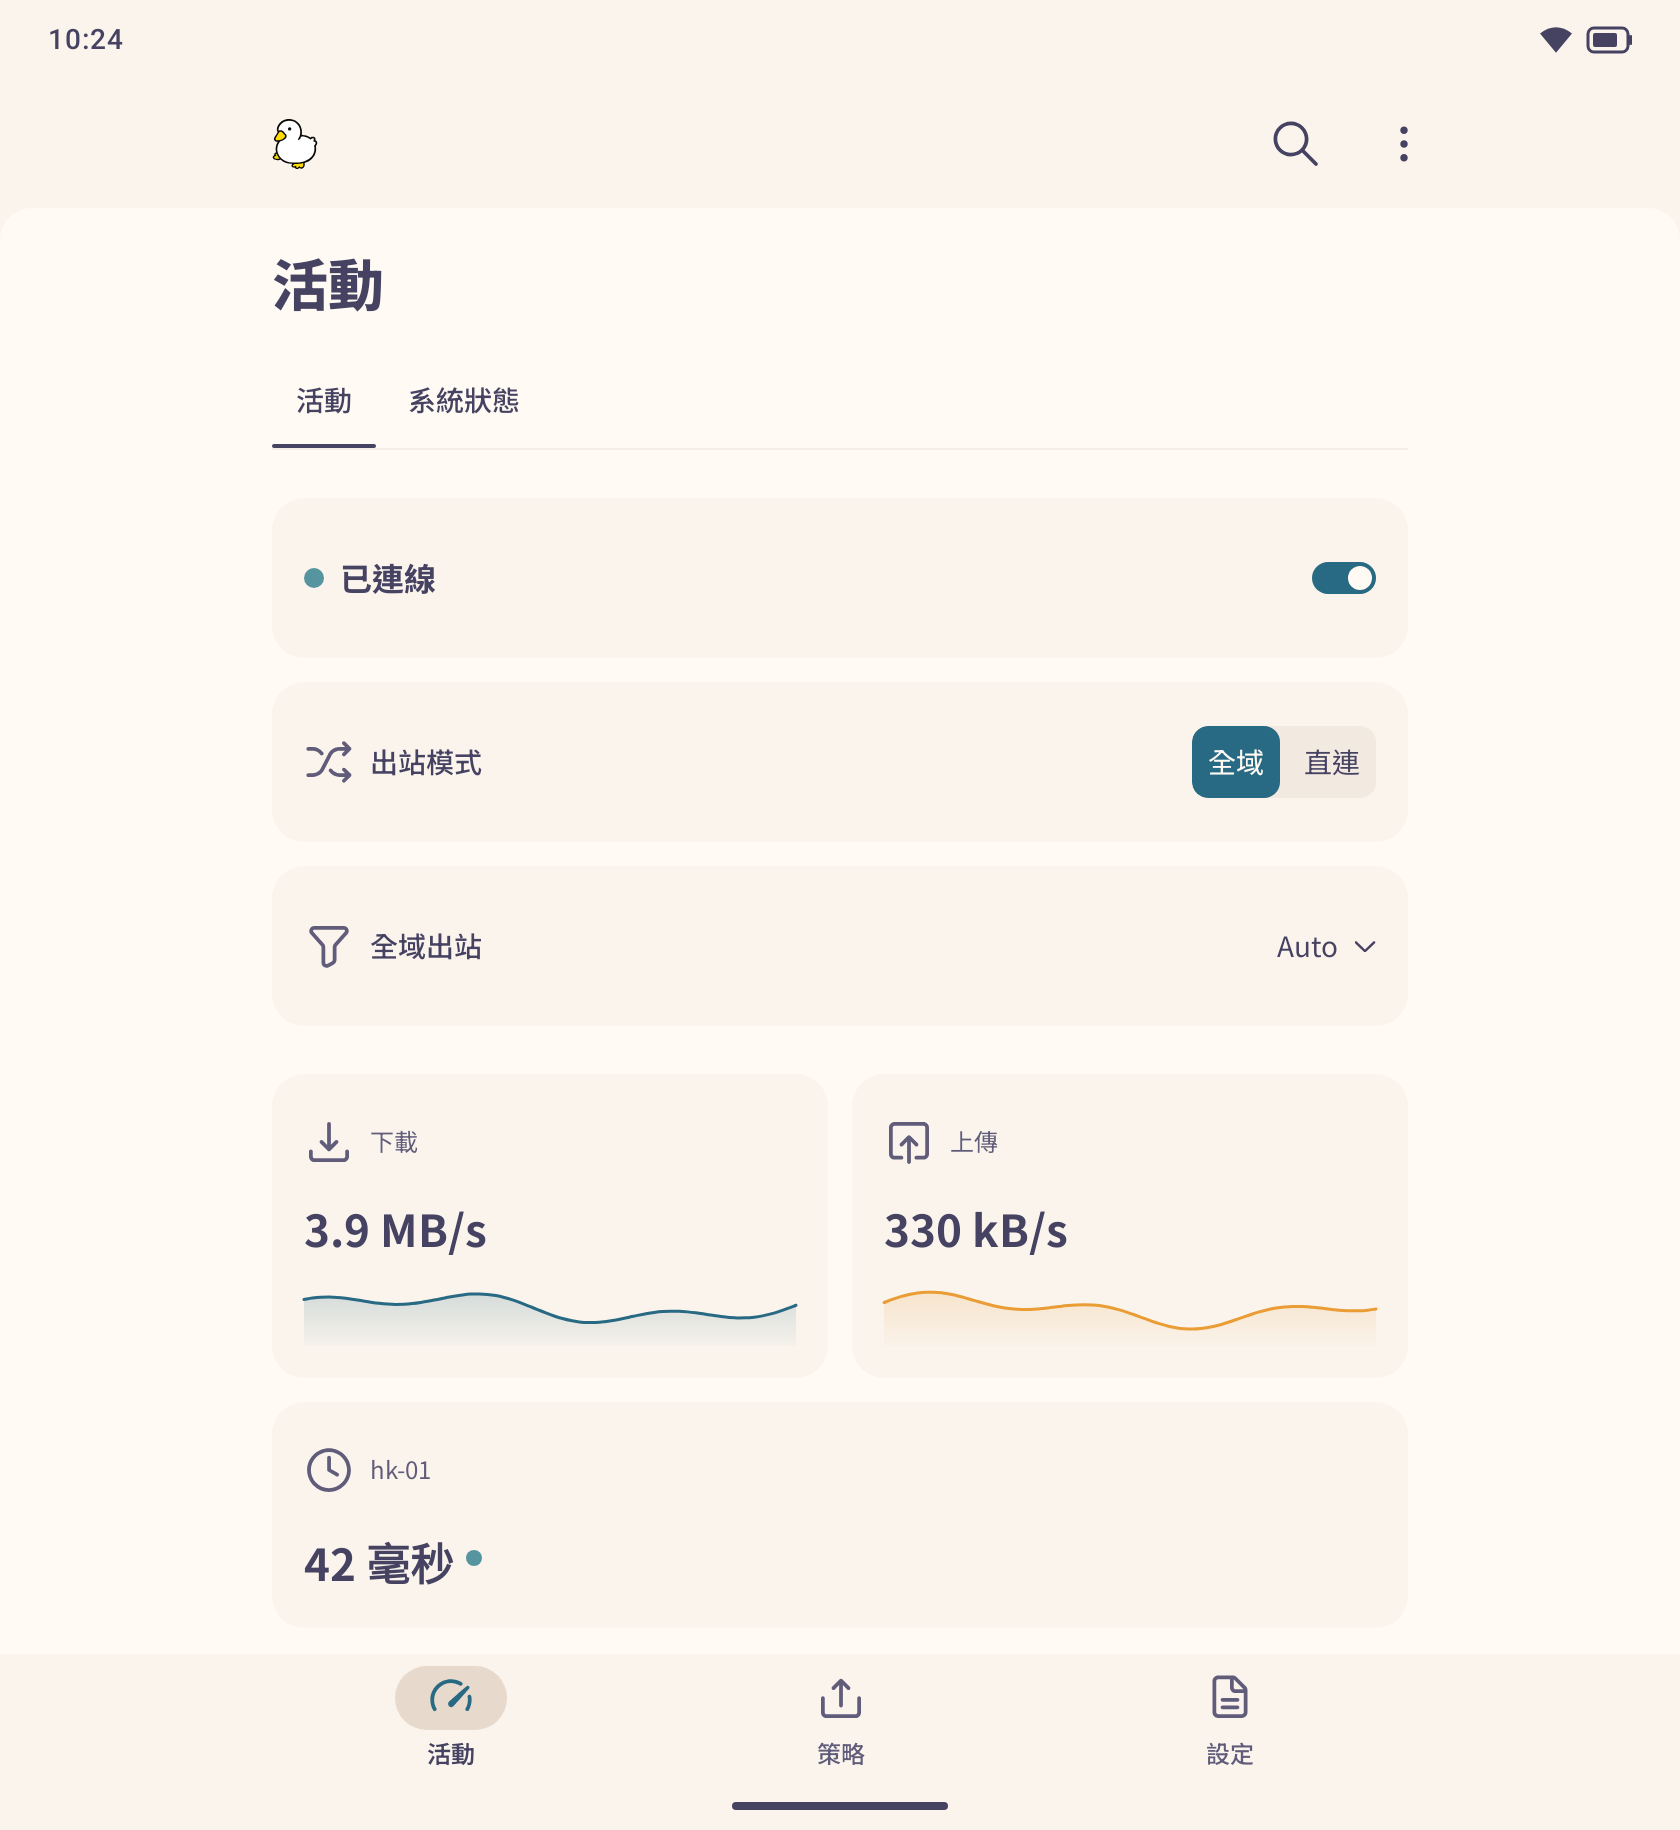 10:24
活動
活動 系統狀態
已連線
出站模式 全域 直連
全域出站 Auto
下載
3.9 MB/s
上傳
330 kB/s
hk-01
42 毫秒
活動 策略 設定